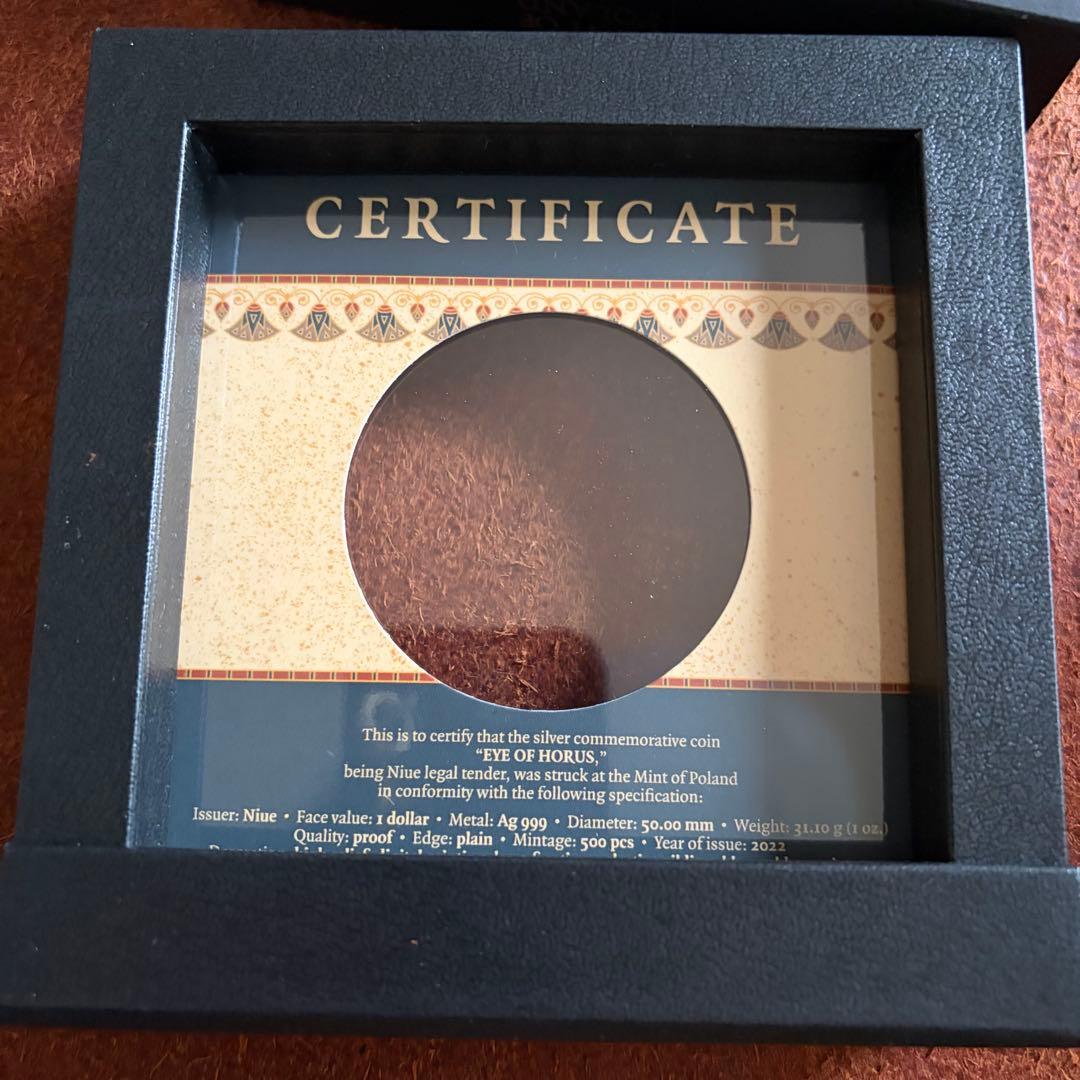 CERTIFICATE
This is to certify that the silver commemorative coin
“EYE OF HORUS,”
being Niue legal tender, was struck at the Mint of Poland
in conformity with the following specification:
Issuer: Niue • Face value: 1 dollar • Metal: Ag 999 • Diameter: 50.00 mm • Weight: 31.10 g (1 oz.)
Quality: proof • Edge: plain • Mintage: 500 pcs • Year of issue: 2022